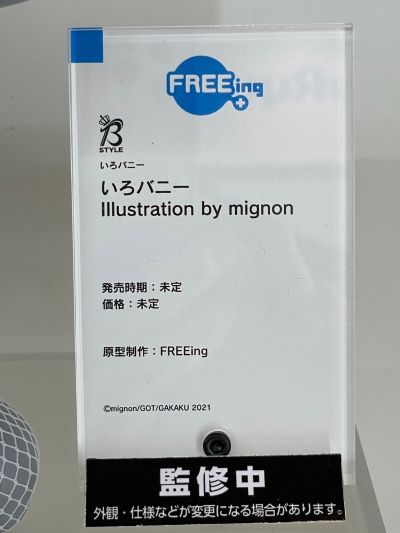 FREEing
B
STYLE
いろバニー
いろバニー
Illustration by mignon
発売時期：未定
価格：未定
原型制作：FREEing
©mignon/GOT/GAKAKU 2021
監修中
外観・仕様などが変更になる場合があります。